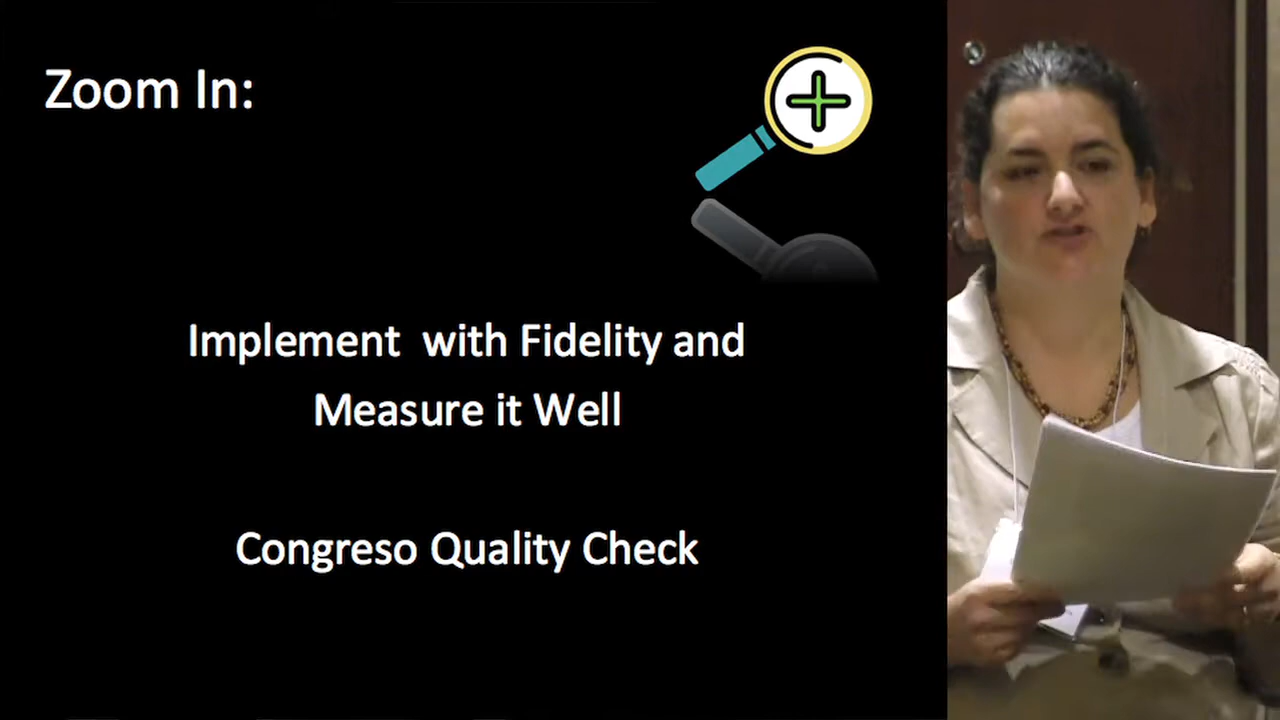 Zoom In:
Implement with Fidelity and
Measure it Well
Congreso Quality Check